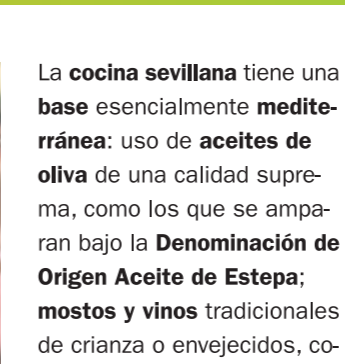 La cocina sevillana tiene una
base esencialmente medite-
rránea: uso de aceites de
oliva de una calidad supre-
ma, como los que se ampa-
ran bajo la Denominación de
Origen Aceite de Estepa;
mostos y vinos tradicionales
de crianza o envejecidos, co-